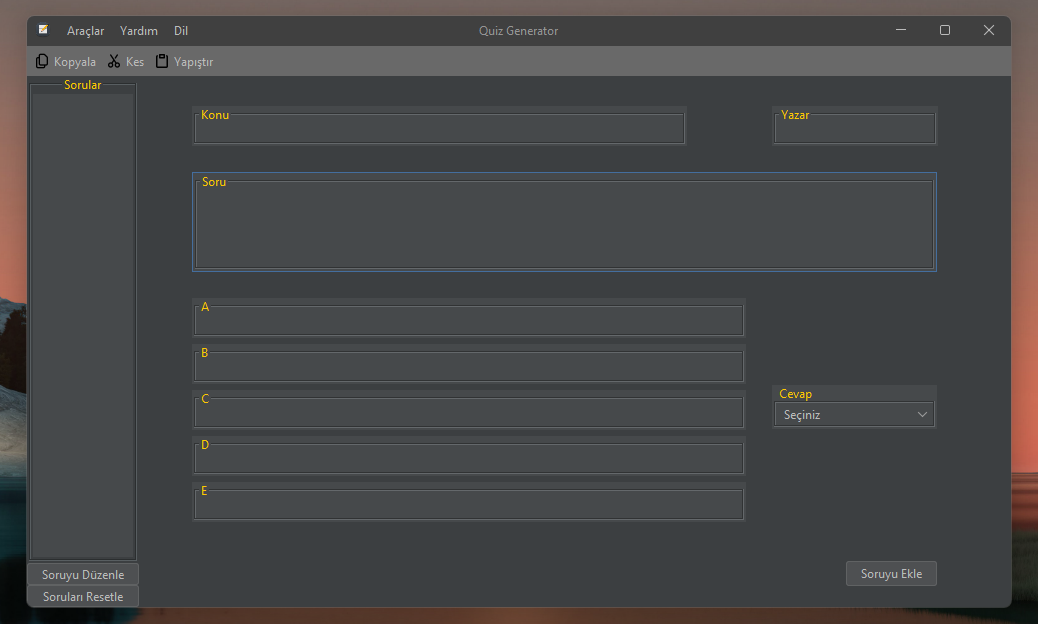 Araçlar Yardım Dil Quiz Generator
Kopyala Kes Yapıştır
Sorular
Konu
Yazar
Soru
A
B
C
D
E
Cevap
Seçiniz
Soruyu Düzenle
Soruları Resetle
Soruyu Ekle